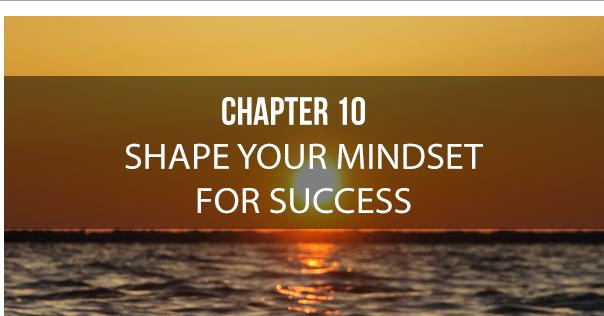 CHAPTER 10
SHAPE YOUR MINDSET
FOR SUCCESS